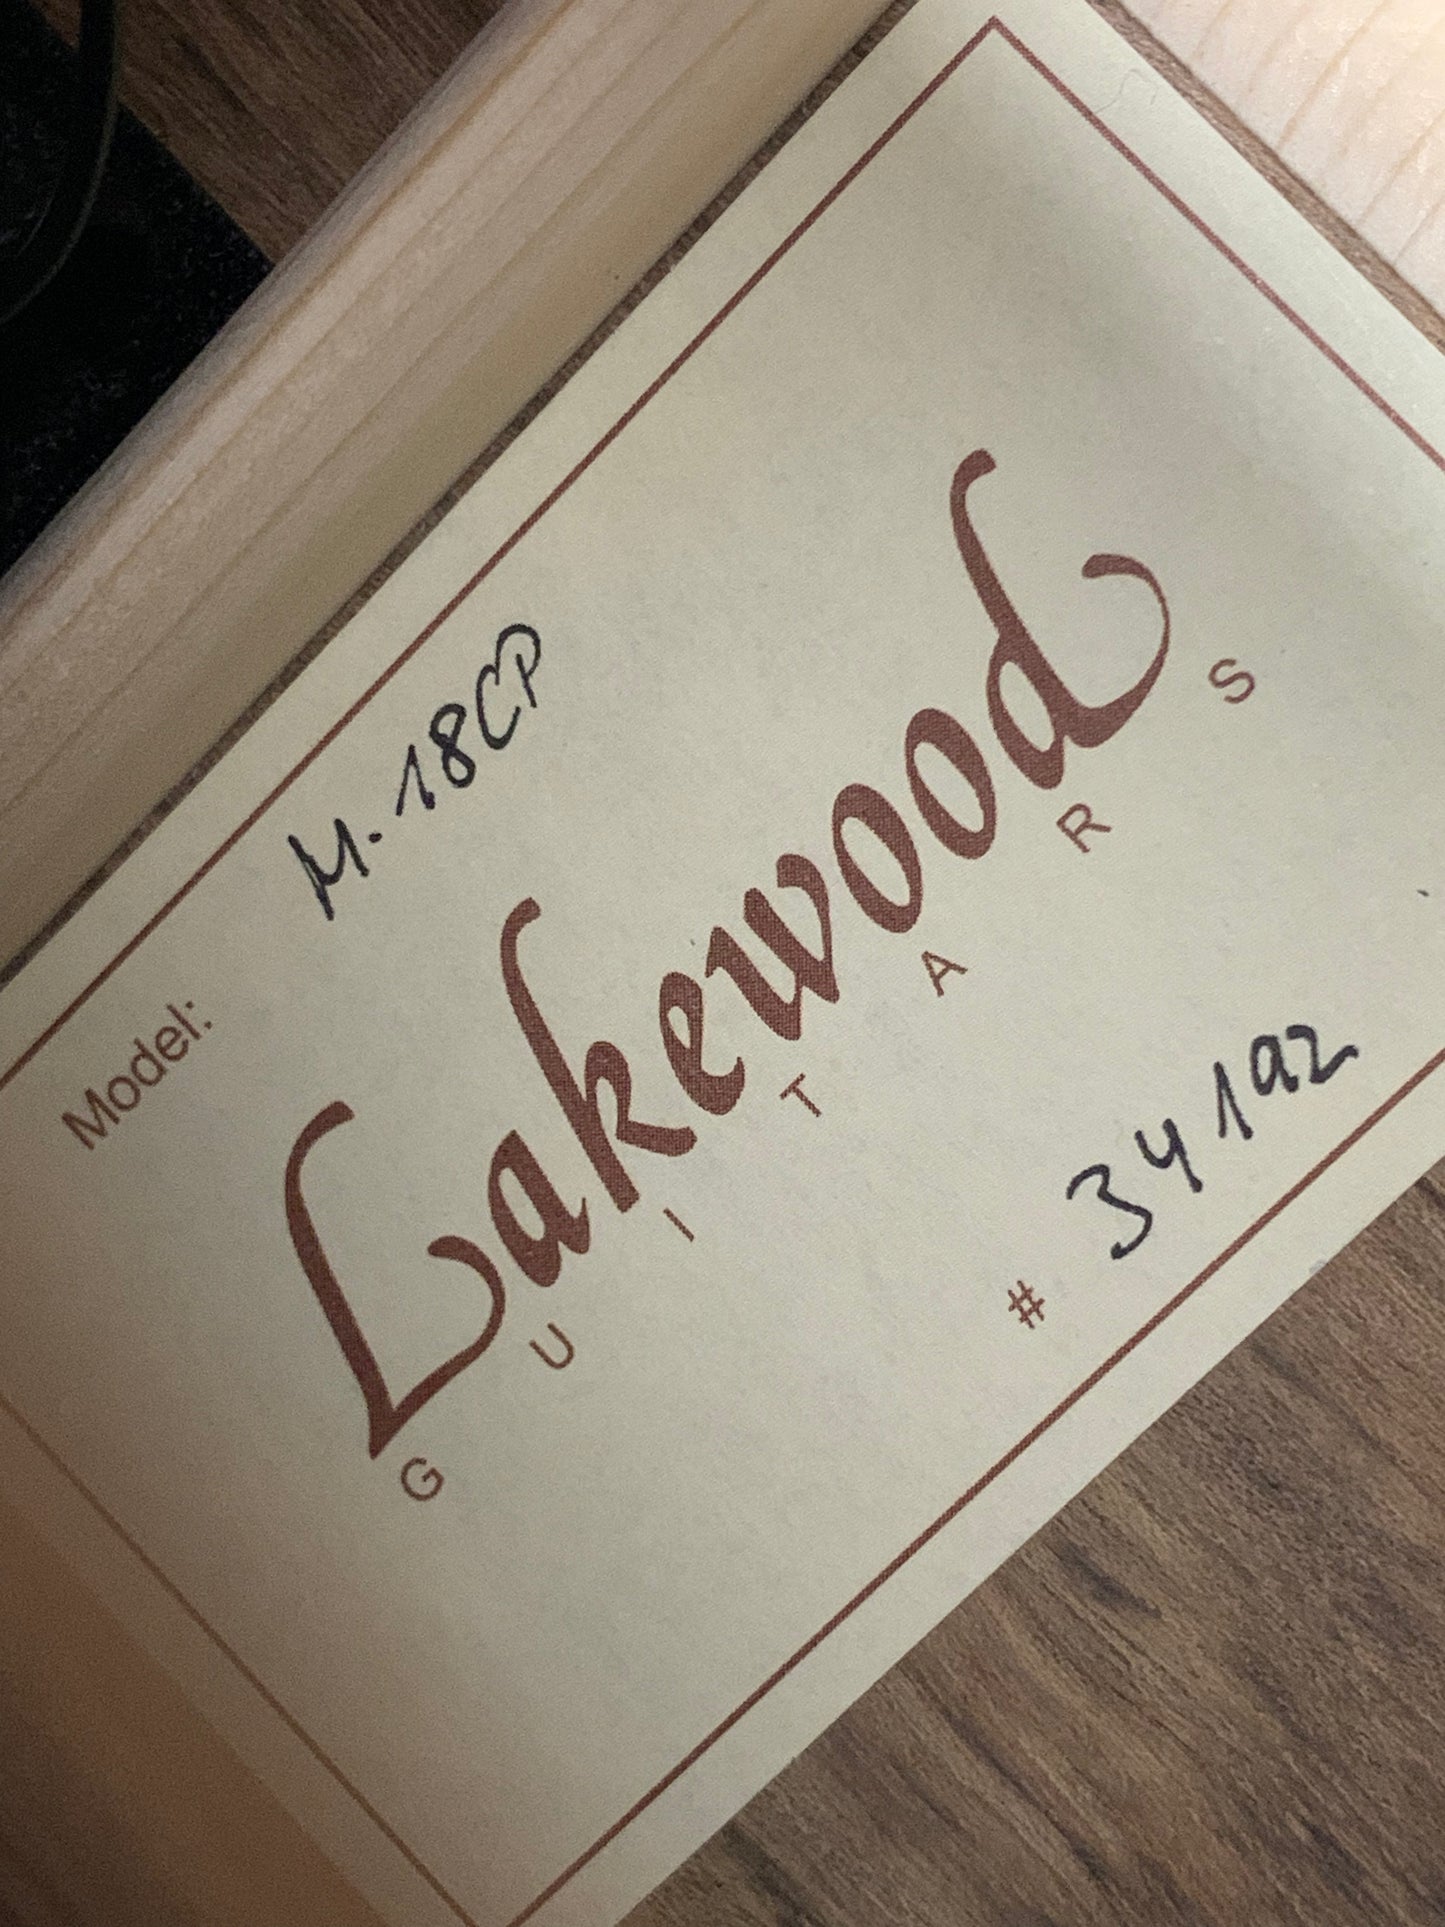 Model: M-18CP
Lakewood
GUITARS
# 34192